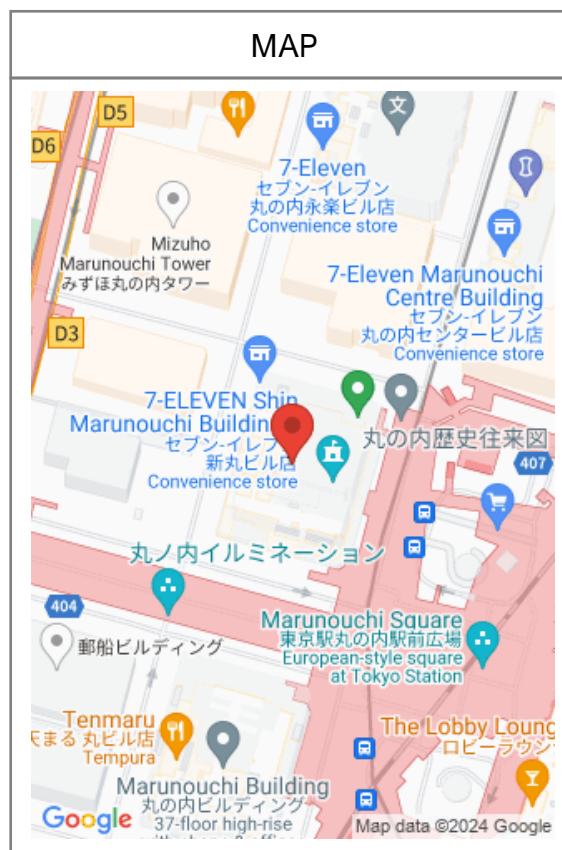 MAP
D5
D6
7-Eleven
セブン‐イレブン
丸の内永楽ビル店
Convenience store
文
Mizuho
Marunouchi Tower
みずほ丸の内タワー
7-Eleven Marunouchi
Centre Building
セブン‐イレブン
丸の内センタービル店
Convenience store
D3
7-ELEVEN Shin
Marunouchi Building
セブン‐イレブ
新丸ビル店
Convenience store
丸の内歴史往来図
407
丸ノ内イルミネーション
404
郵船ビルディング
Marunouchi Square
東京駅丸の内駅前広場
European-style square
at Tokyo Station
Tenmaru
天まる 丸ビル店
Tempura
The Lobby Loung
ロビーラウン
Marunouchi Building
丸の内ビルディング
37-floor high-rise
Google
Map data ©2024 Google